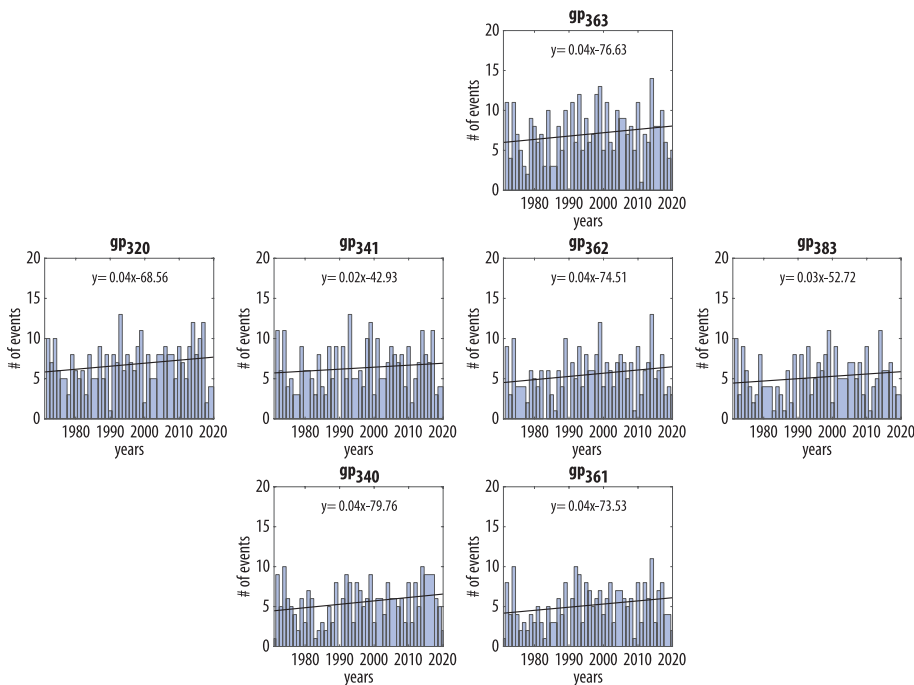 gp363
y= 0.04x-76.63
# of events
20
15
10
5
0
1980 1990 2000 2010 2020
years
gp320
y= 0.04x-68.56
# of events
20
15
10
5
0
1980 1990 2000 2010 2020
years
gp341
y= 0.02x-42.93
# of events
20
15
10
5
0
1980 1990 2000 2010 2020
years
gp362
y= 0.04x-74.51
# of events
20
15
10
5
0
1980 1990 2000 2010 2020
years
gp383
y= 0.03x-52.72
# of events
20
15
10
5
0
1980 1990 2000 2010 2020
years
gp340
y= 0.04x-79.76
# of events
20
15
10
5
0
1980 1990 2000 2010 2020
years
gp361
y= 0.04x-73.53
# of events
20
15
10
5
0
1980 1990 2000 2010 2020
years